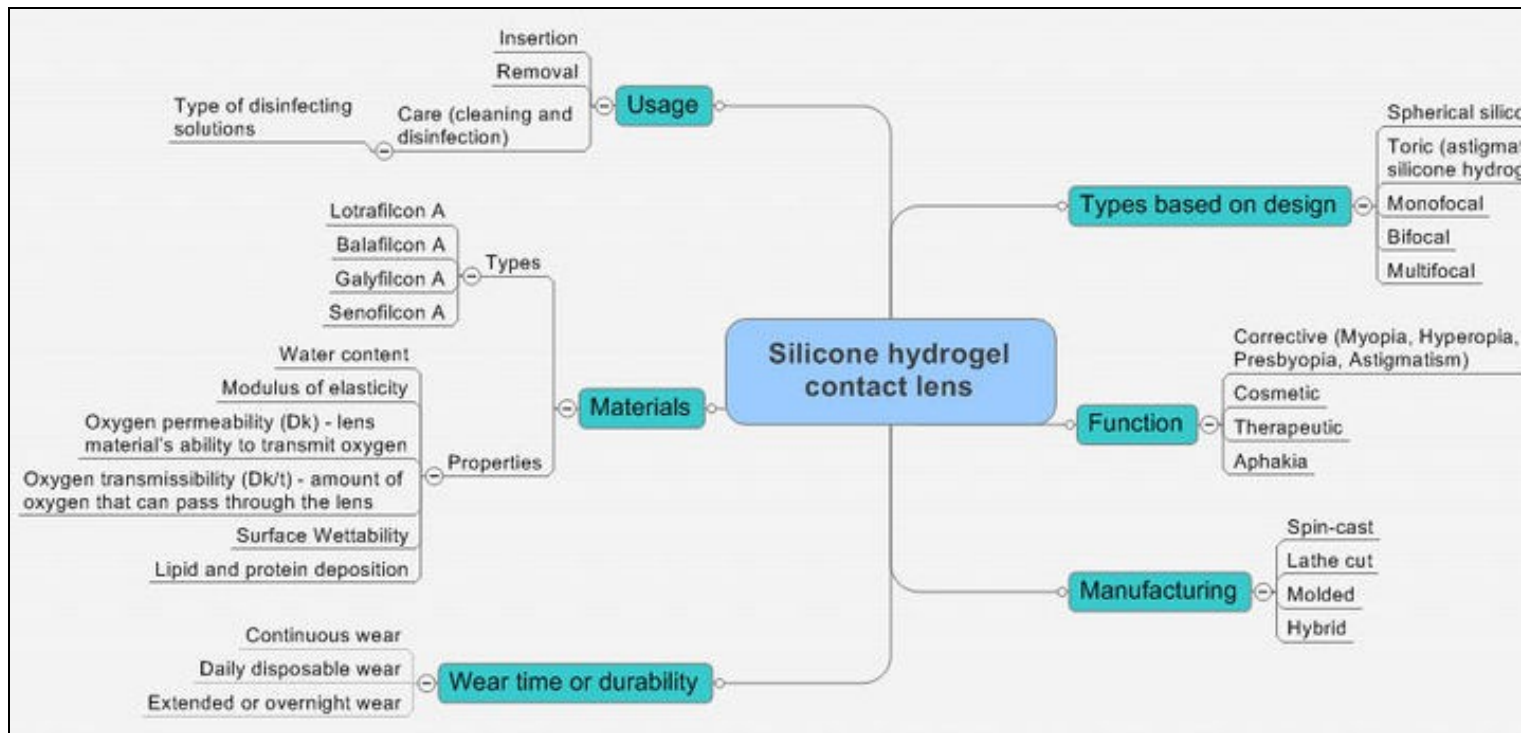 Insertion
Removal
Care (cleaning and
disinfection)
Type of disinfecting
solutions
Usage
Lotrafilcon A
Balafilcon A
Galyfilcon A
Senofilcon A
Types
Water content
Modulus of elasticity
Oxygen permeability (Dk) - lens
material's ability to transmit oxygen
Oxygen transmissibility (Dk/t) - amount of
oxygen that can pass through the lens
Surface Wettability
Lipid and protein deposition
Properties
Materials
Continuous wear
Daily disposable wear
Extended or overnight wear
Wear time or durability
Silicone hydrogel
contact lens
Types based on design
Spherical
Toric
silicone
Monofocal
Bifocal
Multifocal
Function
Corrective (Myopia, Hyperopia,
Presbyopia, Astigmatism)
Cosmetic
Therapeutic
Aphakia
Manufacturing
Spin-cast
Lathe cut
Molded
Hybrid